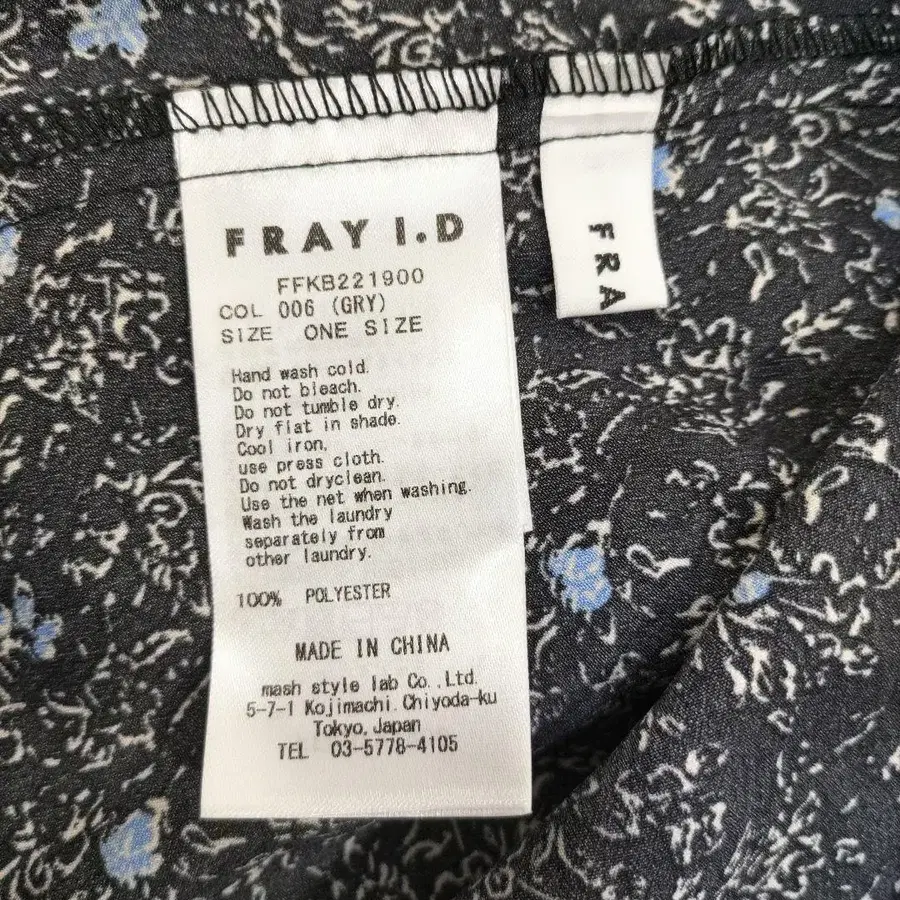 FRAY I.D
FFKB221900
COL 006 (GRY)
SIZE ONE SIZE
Hand wash cold.
Do not bleach.
Do not tumble dry.
Dry flat in shade.
Cool iron,
use press cloth.
Do not dryclean.
Use the net when washing.
Wash the laundry
separately from
other laundry.
100% POLYESTER
MADE IN CHINA
mash style lab Co.,Ltd.
5-7-1 Kojimachi Chiyoda-ku
Tokyo, Japan
TEL 03-5778-4105
FRA